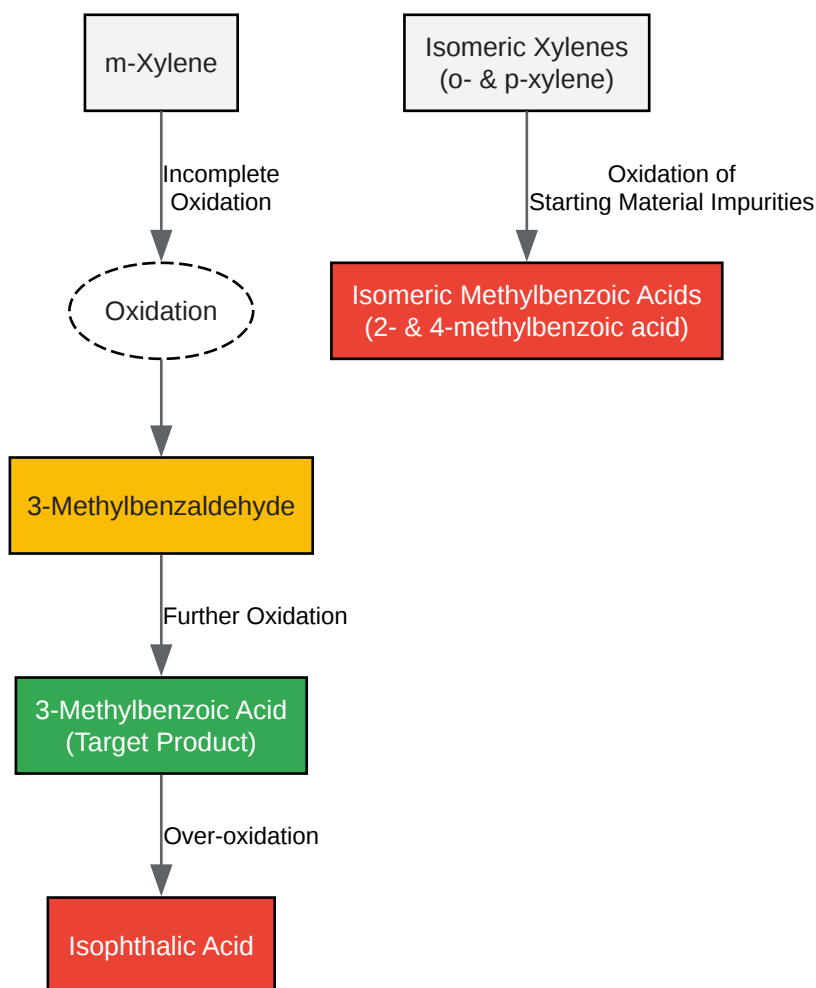 m-Xylene
Isomeric Xylenes
(o- & p-xylene)
Incomplete
Oxidation
Oxidation of
Starting Material Impurities
Oxidation
Isomeric Methylbenzoic Acids
(2- & 4-methylbenzoic acid)
3-Methylbenzaldehyde
Further Oxidation
3-Methylbenzoic Acid
(Target Product)
Over-oxidation
Isophthalic Acid